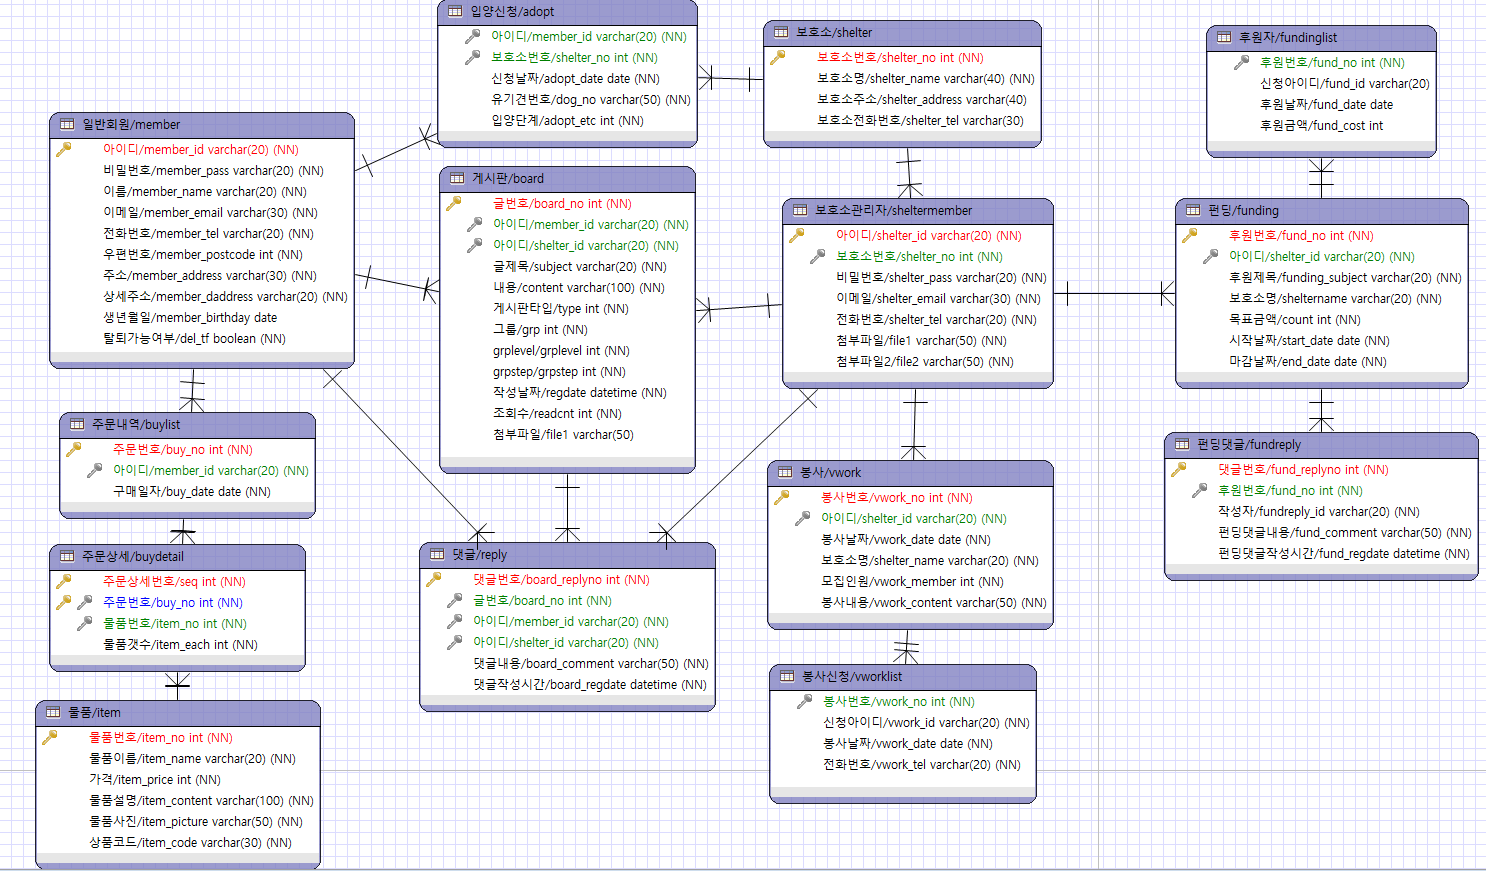 입양신청/adopt
아이디/member_id varchar(20) (NN)
보호소번호/shelter_no int (NN)
신청날짜/adopt_date date (NN)
유기견번호/dog_no varchar(50) (NN)
입양단계/adopt_etc int (NN)
보호소/shelter
보호소번호/shelter_no int (NN)
보호소명/shelter_name varchar(40) (NN)
보호소주소/shelter_address varchar(40)
보호소전화번호/shelter_tel varchar(30)
후원자/fundinglist
후원번호/fund_no int (NN)
신청아이디/fund_id varchar(20)
후원날짜/fund_date date
후원금액/fund_cost int
일반회원/member
아이디/member_id varchar(20) (NN)
비밀번호/member_pass varchar(20) (NN)
이름/member_name varchar(20) (NN)
이메일/member_email varchar(30) (NN)
전화번호/member_tel varchar(20) (NN)
우편번호/member_postcode int (NN)
주소/member_address varchar(30) (NN)
상세주소/member_daddress varchar(20) (NN)
생년월일/member_birthday date
탈퇴가능여부/del_tf boolean (NN)
게시판/board
글번호/board_no int (NN)
아이디/member_id varchar(20) (NN)
아이디/shelter_id varchar(20) (NN)
글제목/subject varchar(20) (NN)
내용/content varchar(100) (NN)
게시판타입/type int (NN)
그룹/grp int (NN)
grplevel/grplevel int (NN)
grpstep/grpstep int (NN)
작성날짜/regdate datetime (NN)
조회수/readcnt int (NN)
첨부파일/file1 varchar(50)
보호소관리자/sheltermember
아이디/shelter_id varchar(20) (NN)
보호소번호/shelter_no int (NN)
비밀번호/shelter_pass varchar(20) (NN)
이메일/shelter_email varchar(30) (NN)
전화번호/shelter_tel varchar(20) (NN)
첨부파일/file1 varchar(50) (NN)
첨부파일2/file2 varchar(50) (NN)
펀딩/funding
후원번호/fund_no int (NN)
아이디/shelter_id varchar(20) (NN)
후원제목/funding_subject varchar(20) (NN)
보호소명/sheltername varchar(20) (NN)
목표금액/count int (NN)
시작날짜/start_date date (NN)
마감날짜/end_date date (NN)
주문내역/buylist
주문번호/buy_no int (NN)
아이디/member_id varchar(20) (NN)
구매일자/buy_date date (NN)
펀딩댓글/fundreply
댓글번호/fund_replyno int (NN)
후원번호/fund_no int (NN)
작성자/fundreply_id varchar(20) (NN)
펀딩댓글내용/fund_comment varchar(50) (NN)
펀딩댓글작성시간/fund_regdate datetime (NN)
봉사/vwork
봉사번호/vwork_no int (NN)
아이디/shelter_id varchar(20) (NN)
봉사날짜/vwork_date date (NN)
보호소명/shelter_name varchar(20) (NN)
모집인원/vwork_member int (NN)
봉사내용/vwork_content varchar(50) (NN)
주문상세/buydetail
주문상세번호/seq int (NN)
주문번호/buy_no int (NN)
물품번호/item_no int (NN)
물품갯수/item_each int (NN)
댓글/reply
댓글번호/board_replyno int (NN)
글번호/board_no int (NN)
아이디/member_id varchar(20) (NN)
아이디/shelter_id varchar(20) (NN)
댓글내용/board_comment varchar(50) (NN)
댓글작성시간/board_regdate datetime (NN)
봉사신청/vworklist
봉사번호/vwork_no int (NN)
신청아이디/vwork_id varchar(20) (NN)
봉사날짜/vwork_date date (NN)
전화번호/vwork_tel varchar(20) (NN)
물품/item
물품번호/item_no int (NN)
물품이름/item_name varchar(20) (NN)
가격/item_price int (NN)
물품설명/item_content varchar(100) (NN)
물품사진/item_picture varchar(50) (NN)
상품코드/item_code varchar(30) (NN)